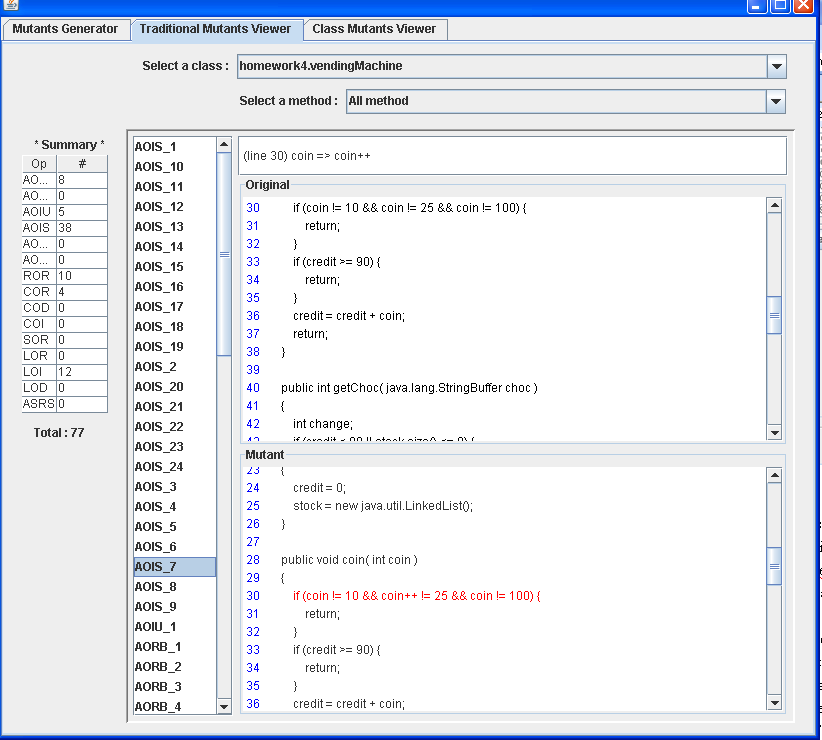 Mutants Generator Traditional Mutants Viewer Class Mutants Viewer
Select a class : homework4.vendingMachine
Select a method : All method
* Summary *
Op #
AO... 8
AO... 0
AOIU 5
AOIS 38
AO... 0
AO... 0
ROR 10
COR 4
COD 0
COI 0
SOR 0
LOR 0
LOI 12
LOD 0
ASRS 0
Total : 77
AOIS_1
AOIS_10
AOIS_11
AOIS_12
AOIS_13
AOIS_14
AOIS_15
AOIS_16
AOIS_17
AOIS_18
AOIS_19
AOIS_2
AOIS_20
AOIS_21
AOIS_22
AOIS_23
AOIS_24
AOIS_3
AOIS_4
AOIS_5
AOIS_6
AOIS_7
AOIS_8
AOIS_9
AOIU_1
AORB_1
AORB_2
AORB_3
AORB_4
(line 30) coin => coin++
Original
30 if (coin != 10 && coin != 25 && coin != 100) {
31 return;
32 }
33 if (credit >= 90) {
34 return;
35 }
36 credit = credit + coin;
37 return;
38 }
39
40 public int getChoc( java.lang.StringBuffer choc )
41 {
42 int change;
43 if (credit < 90 || stock.size() <= 0) {
Mutant
23 {
24 credit = 0;
25 stock = new java.util.LinkedList();
26 }
27
28 public void coin( int coin )
29 {
30 if (coin != 10 && coin++ != 25 && coin != 100) {
31 return;
32 }
33 if (credit >= 90) {
34 return;
35 }
36 credit = credit + coin;